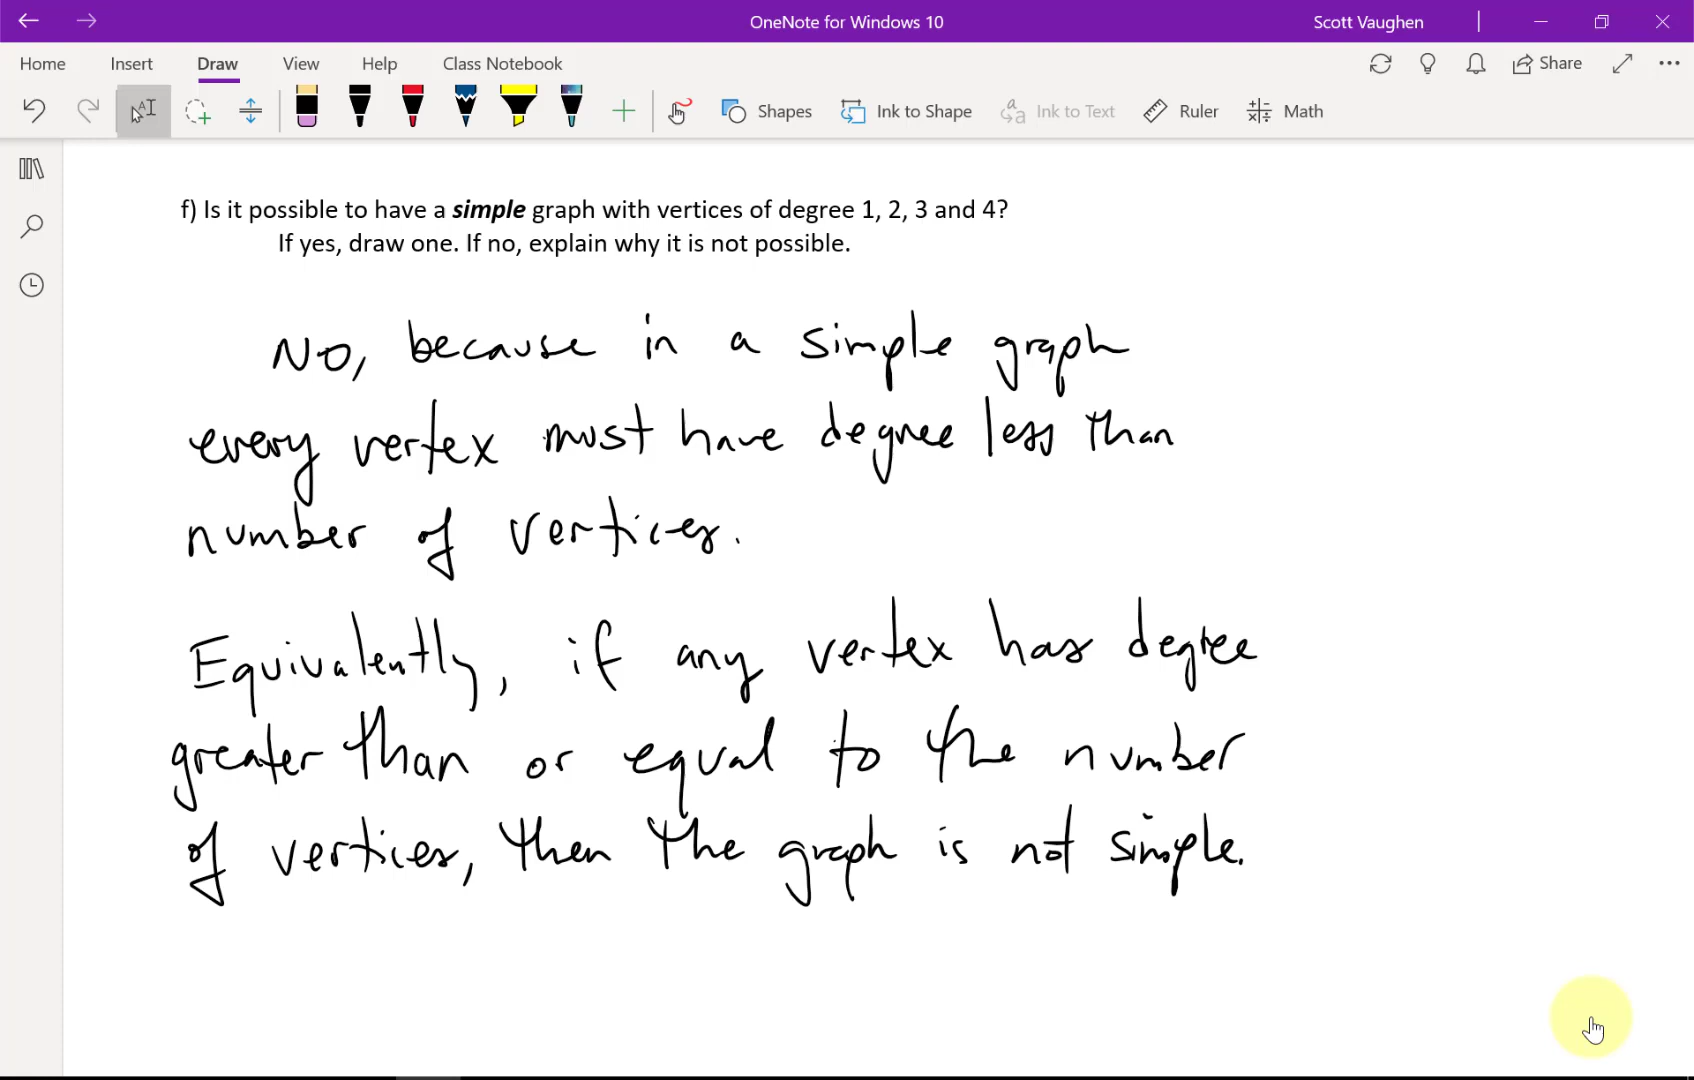 OneNote for Windows 10
Scott Vaughen
Home Insert Draw View Help Class Notebook Share
Shapes Ink to Shape Ink to Text Ruler Math
f) Is it possible to have a simple graph with vertices of degree 1, 2, 3 and 4?
If yes, draw one. If no, explain why it is not possible.
No, because in a simple graph
every vertex must have degree less than
number of vertices.
Equivalently, if any vertex has degree
greater than or equal to the number
of vertices, then the graph is not simple.